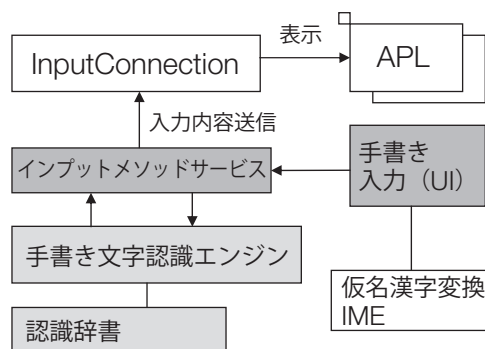 表示
InputConnection
APL
入力内容送信
インプットメソッドサービス
手書き
入力（UI）
手書き文字認識エンジン
仮名漢字変換
IME
認識辞書